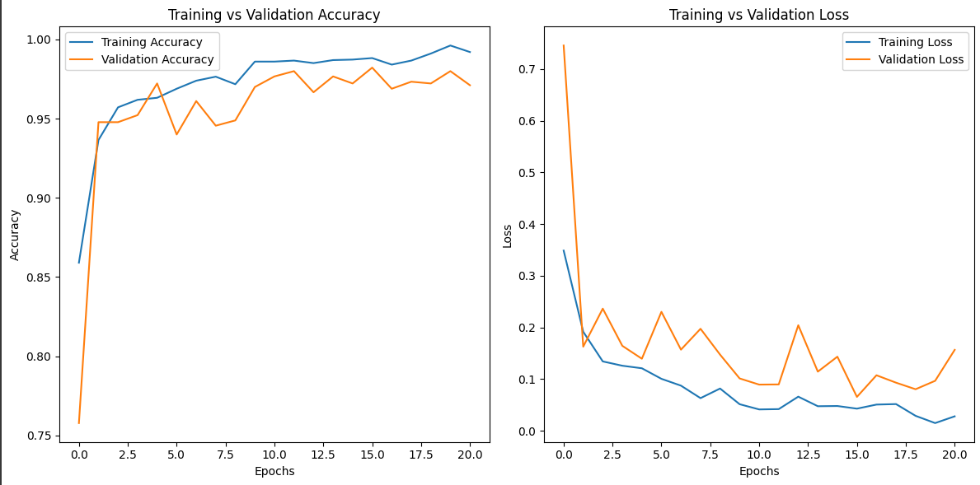 Training vs Validation Accuracy
Training Accuracy
Validation Accuracy
1.00
0.95
0.90
0.85
0.80
0.75
Accuracy
0.0 2.5 5.0 7.5 10.0 12.5 15.0 17.5 20.0
Epochs
Training vs Validation Loss
Training Loss
Validation Loss
0.7
0.6
0.5
0.4
0.3
0.2
0.1
0.0
Loss
0.0 2.5 5.0 7.5 10.0 12.5 15.0 17.5 20.0
Epochs